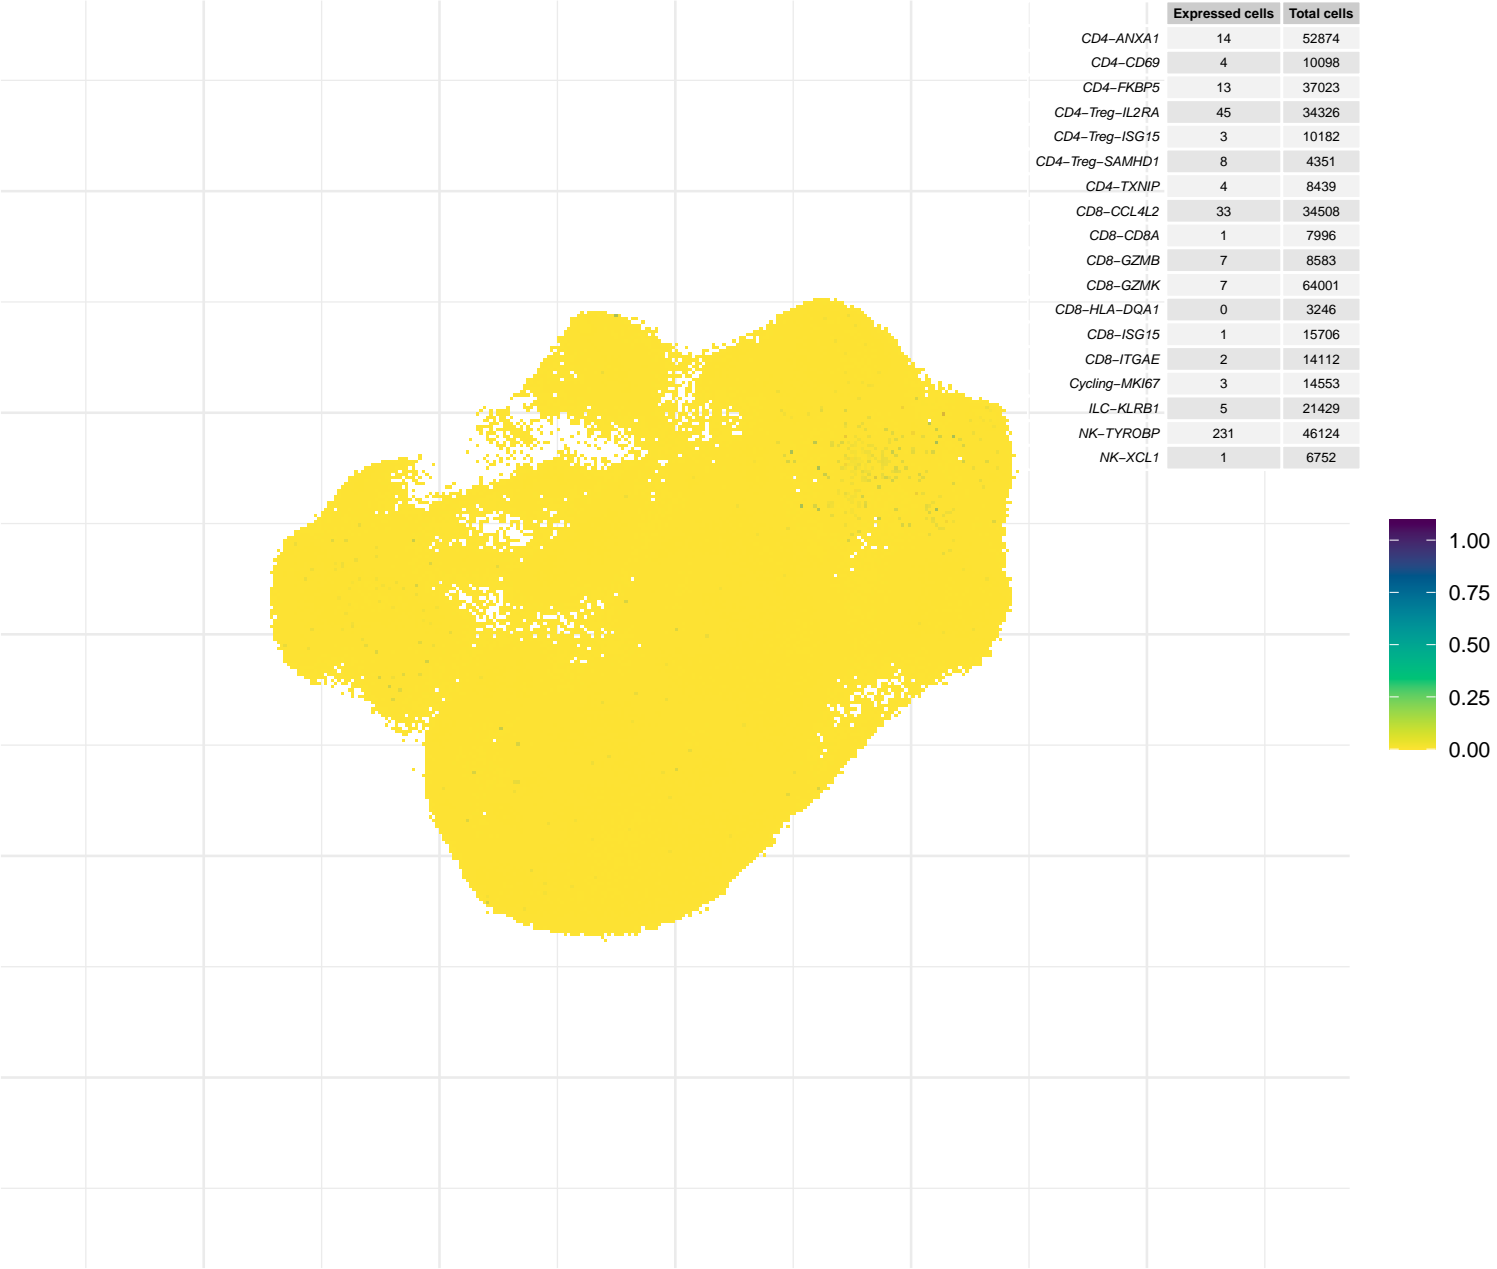 Expressed cells Total cells
CD4−ANXA1 14 52874
CD4−CD69 4 10098
CD4−FKBP5 13 37023
CD4−Treg−IL2RA 45 34326
CD4−Treg−ISG15 3 10182
CD4−Treg−SAMHD1 8 4351
CD4−TXNIP 4 8439
CD8−CCL4L2 33 34508
CD8−CD8A 1 7996
CD8−GZMB 7 8583
CD8−GZMK 7 64001
CD8−HLA−DQA1 0 3246
CD8−ISG15 1 15706
CD8−ITGAE 2 14112
Cycling−MKI67 3 14553
ILC−KLRB1 5 21429
NK−TYROBP 231 46124
NK−XCL1 1 6752
1.00
0.75
0.50
0.25
0.00